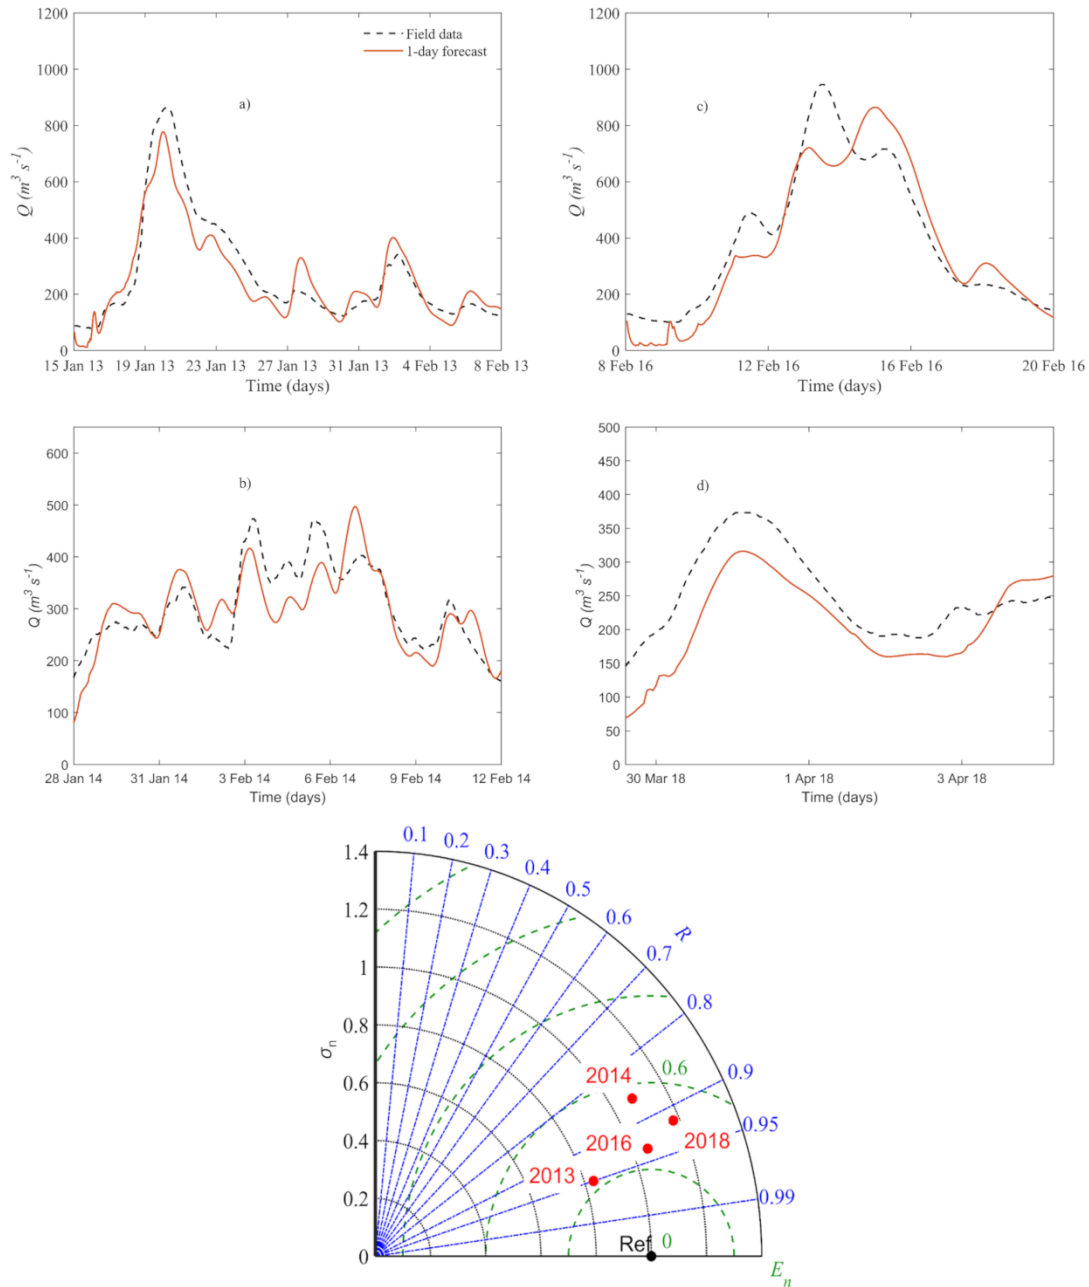 1200
1000
800
600
400
200
0
Q (m³ s⁻¹)
Field data
1-day forecast
a)
15 Jan 13 19 Jan 13 23 Jan 13 27 Jan 13 31 Jan 13 4 Feb 13 8 Feb 13
Time (days)
1200
1000
800
600
400
200
0
Q (m³ s⁻¹)
c)
8 Feb 16 12 Feb 16 16 Feb 16 20 Feb 16
Time (days)
600
500
400
300
200
100
0
Q (m³ s⁻¹)
b)
28 Jan 14 31 Jan 14 3 Feb 14 6 Feb 14 9 Feb 14 12 Feb 14
Time (days)
500
450
400
350
300
250
200
150
100
50
0
Q (m³ s⁻¹)
d)
30 Mar 18 1 Apr 18 3 Apr 18
Time (days)
1.4
1.2
1
0.8
0.6
0.4
0.2
0
σₙ
0.1
0.2
0.3
0.4
0.5
0.6
R
0.7
0.8
0.9
0.95
0.99
0.6
2014
2016
2018
2013
Ref
0
Eₙ